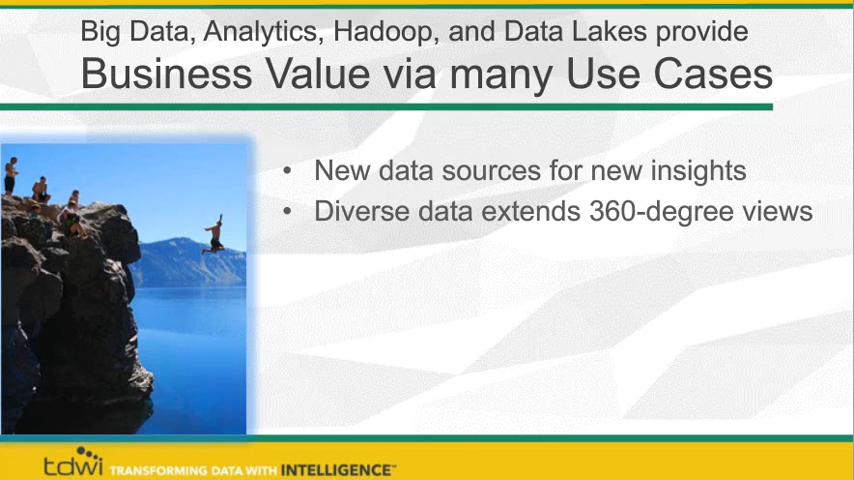 Big Data, Analytics, Hadoop, and Data Lakes provide
Business Value via many Use Cases
• New data sources for new insights
• Diverse data extends 360-degree views
tdwi TRANSFORMING DATA WITH INTELLIGENCE™